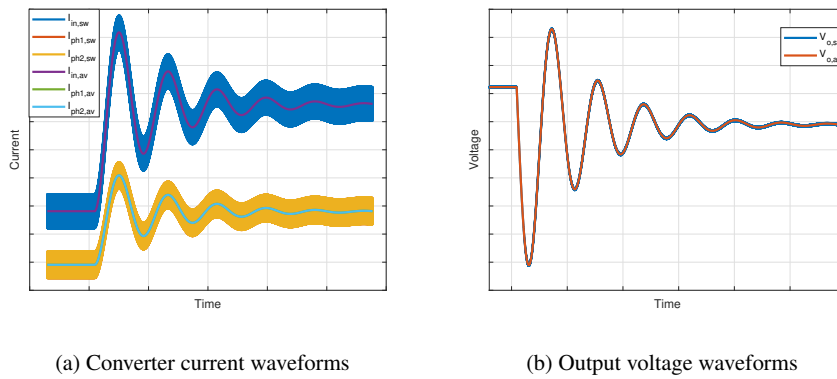 I_in,sw
I_ph1,sw
I_ph2,sw
I_in,av
I_ph1,av
I_ph2,av
Current
Time
(a) Converter current waveforms
V_o,s
V_o,a
Voltage
Time
(b) Output voltage waveforms